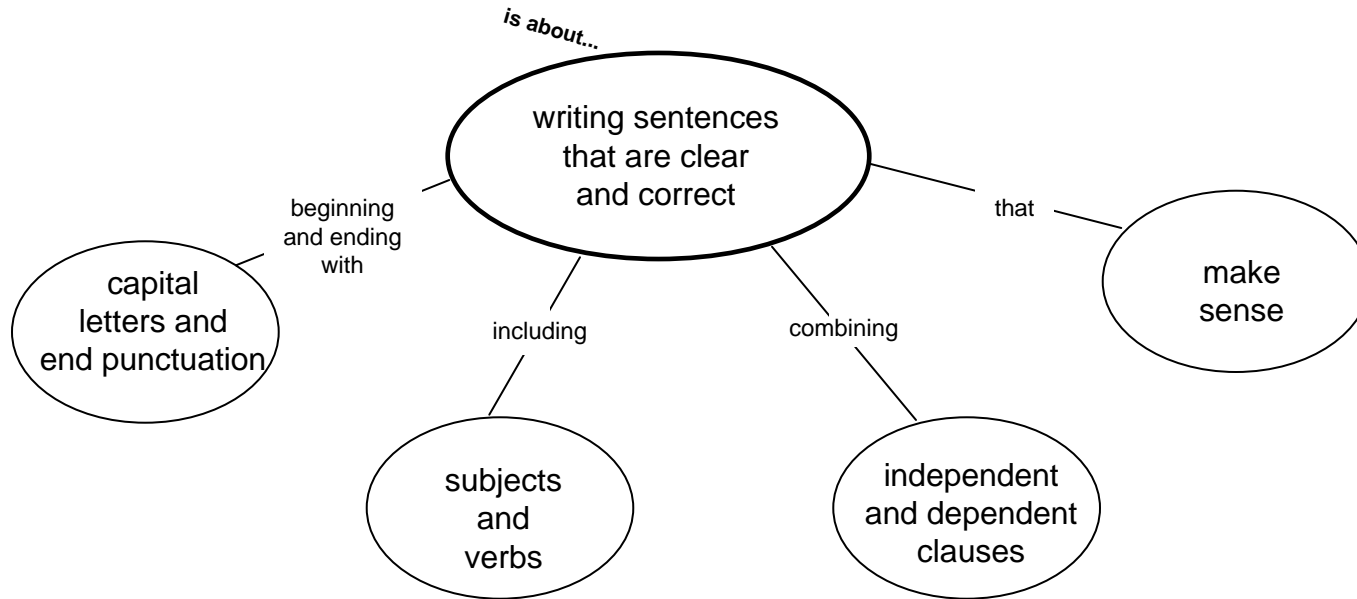 is about...
writing sentences
that are clear
and correct
beginning
and ending
with
that
capital
letters and
end punctuation
make
sense
including
combining
subjects
and
verbs
independent
and dependent
clauses